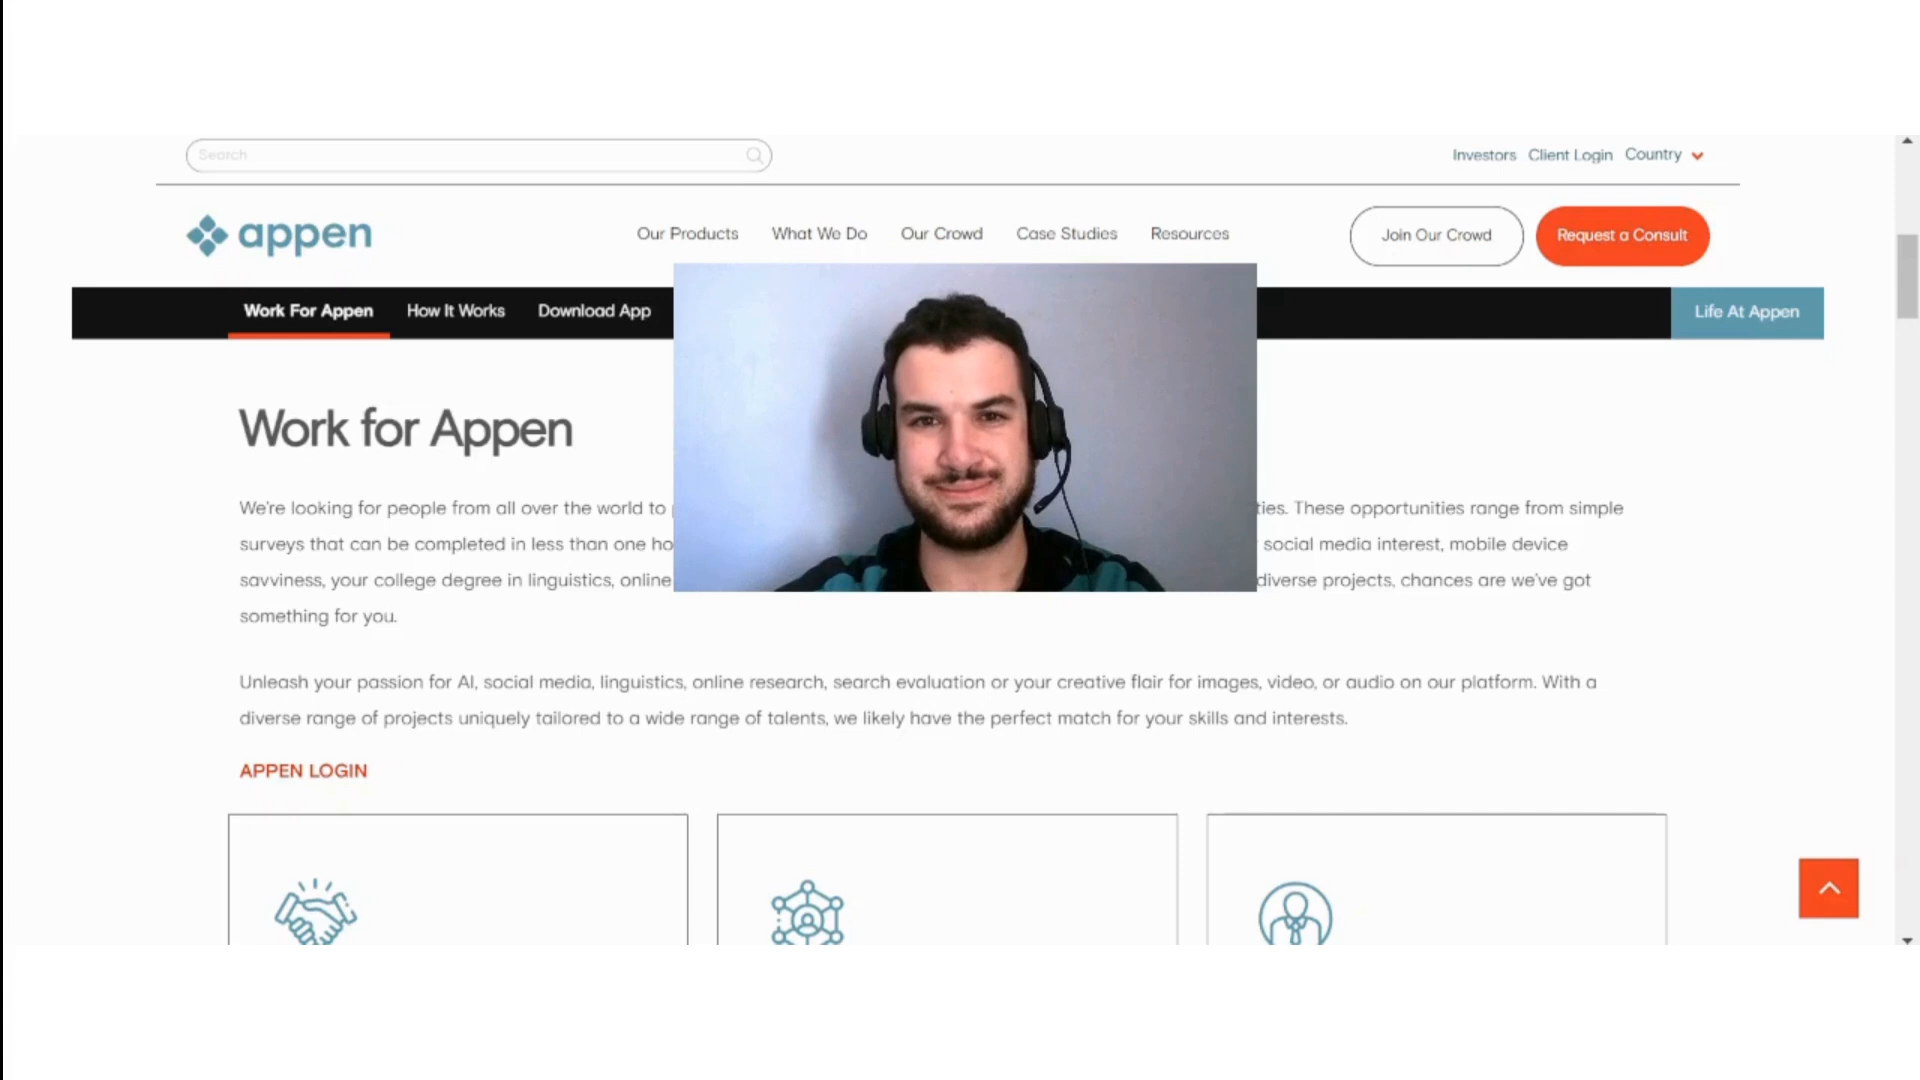 Search
Investors Client Login Country
appen
Our Products What We Do Our Crowd Case Studies Resources
Join Our Crowd
Request a Consult
Work For Appen How It Works Download App
Life At Appen
Work for Appen
We're looking for people from all over the world to ties. These opportunities range from simple
surveys that can be completed in less than one ho social media interest, mobile device
savviness, your college degree in linguistics, online diverse projects, chances are we've got
something for you.
Unleash your passion for AI, social media, linguistics, online research, search evaluation or your creative flair for images, video, or audio on our platform. With a
diverse range of projects uniquely tailored to a wide range of talents, we likely have the perfect match for your skills and interests.
APPEN LOGIN